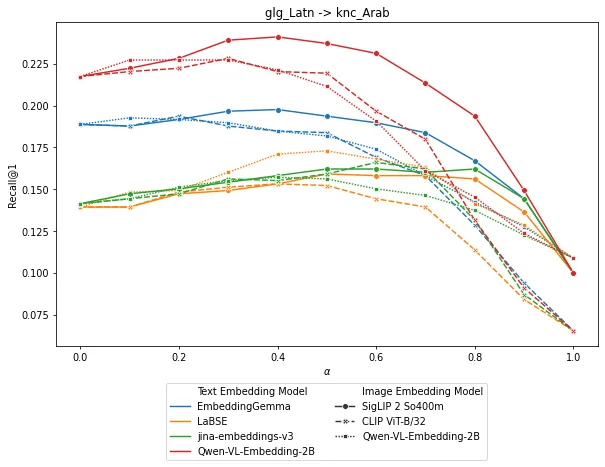 glg_Latn -> knc_Arab
Recall@1
0.225
0.200
0.175
0.150
0.125
0.100
0.075
0.0 0.2 0.4 0.6 0.8 1.0
α
Text Embedding Model
EmbeddingGemma
LaBSE
jina-embeddings-v3
Qwen-VL-Embedding-2B
Image Embedding Model
SigLIP 2 So400m
CLIP ViT-B/32
Qwen-VL-Embedding-2B